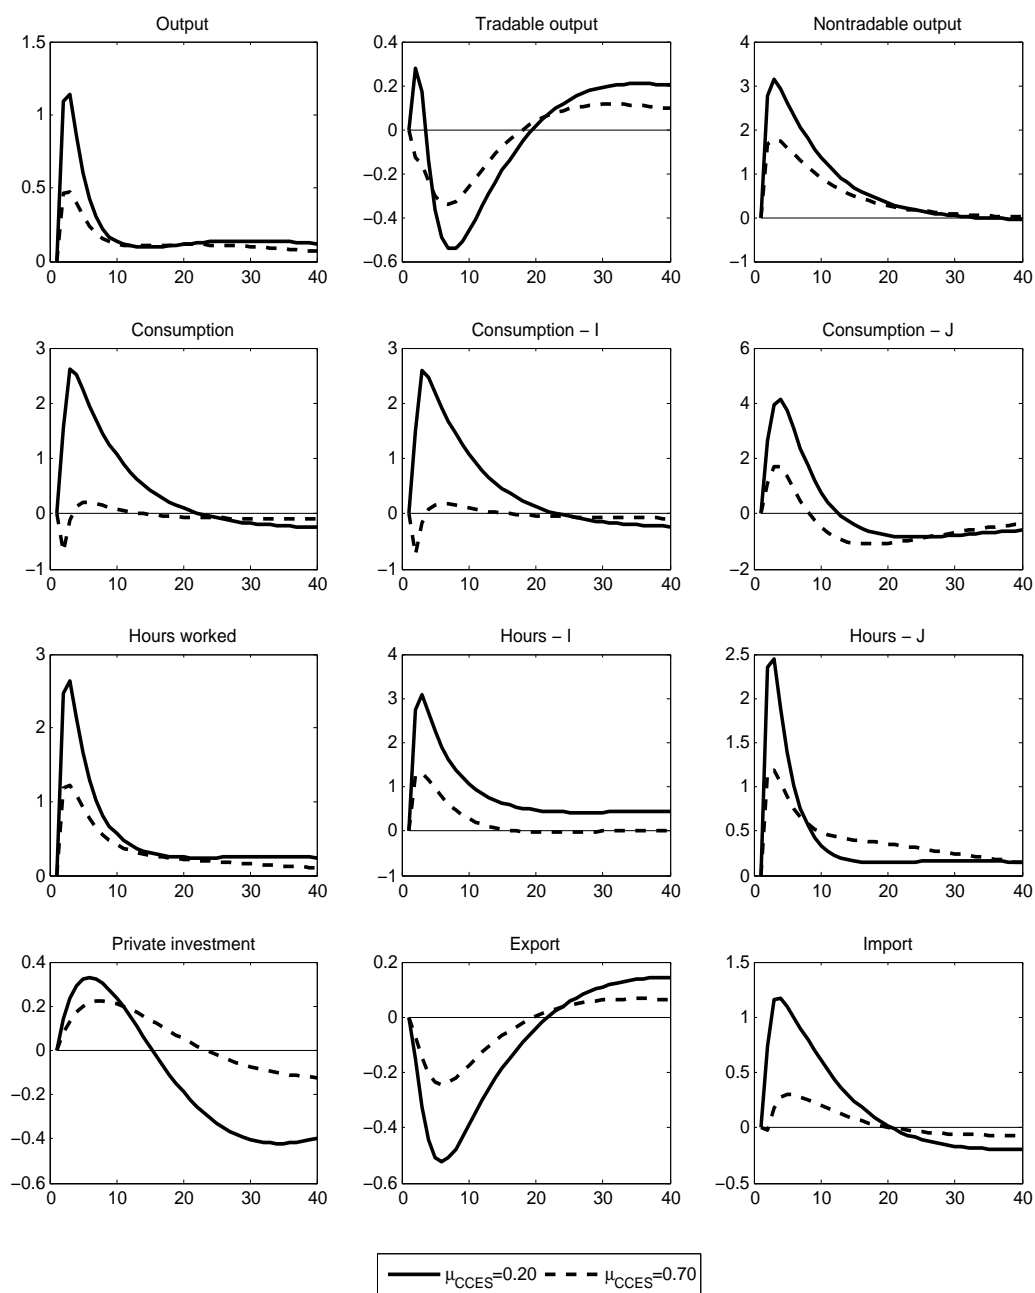 Output
Tradable output
Nontradable output
1.5
1
0.5
0
0 10 20 30 40
0.4
0.2
0
−0.2
−0.4
−0.6
0 10 20 30 40
4
3
2
1
0
−1
0 10 20 30 40
Consumption
Consumption − I
Consumption − J
3
2
1
0
−1
0 10 20 30 40
3
2
1
0
−1
0 10 20 30 40
6
4
2
0
−2
0 10 20 30 40
Hours worked
Hours − I
Hours − J
3
2
1
0
0 10 20 30 40
4
3
2
1
0
−1
0 10 20 30 40
2.5
2
1.5
1
0.5
0
0 10 20 30 40
Private investment
Export
Import
0.4
0.2
0
−0.2
−0.4
−0.6
0 10 20 30 40
0.2
0
−0.2
−0.4
−0.6
0 10 20 30 40
1.5
1
0.5
0
−0.5
0 10 20 30 40
μCCES=0.20 μCCES=0.70